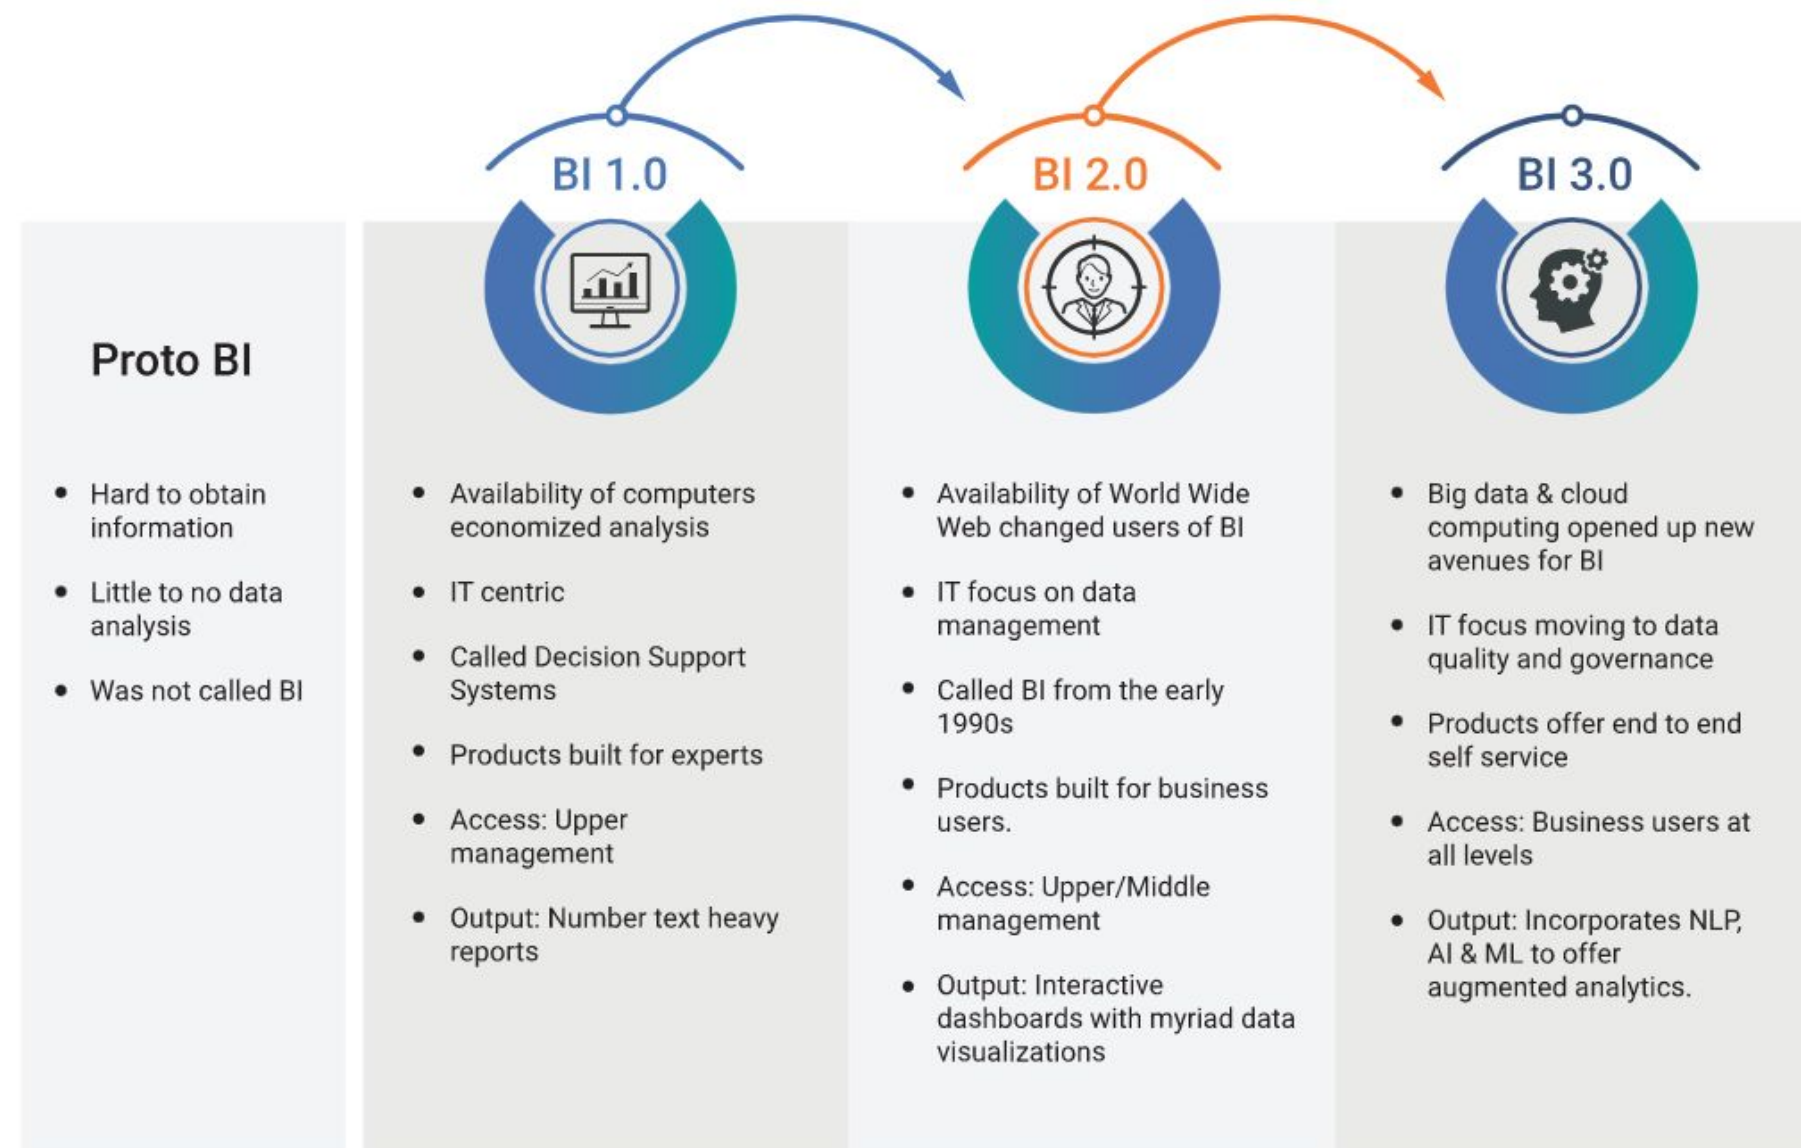 Proto BI
• Hard to obtain
information
• Little to no data
analysis
• Was not called BI
BI 1.0
• Availability of computers
economized analysis
• IT centric
• Called Decision Support
Systems
• Products built for experts
• Access: Upper
management
• Output: Number text heavy
reports
BI 2.0
• Availability of World Wide
Web changed users of BI
• IT focus on data
management
• Called BI from the early
1990s
• Products built for business
users.
• Access: Upper/Middle
management
• Output: Interactive
dashboards with myriad data
visualizations
BI 3.0
• Big data & cloud
computing opened up new
avenues for BI
• IT focus moving to data
quality and governance
• Products offer end to end
self service
• Access: Business users at
all levels
• Output: Incorporates NLP,
AI & ML to offer
augmented analytics.